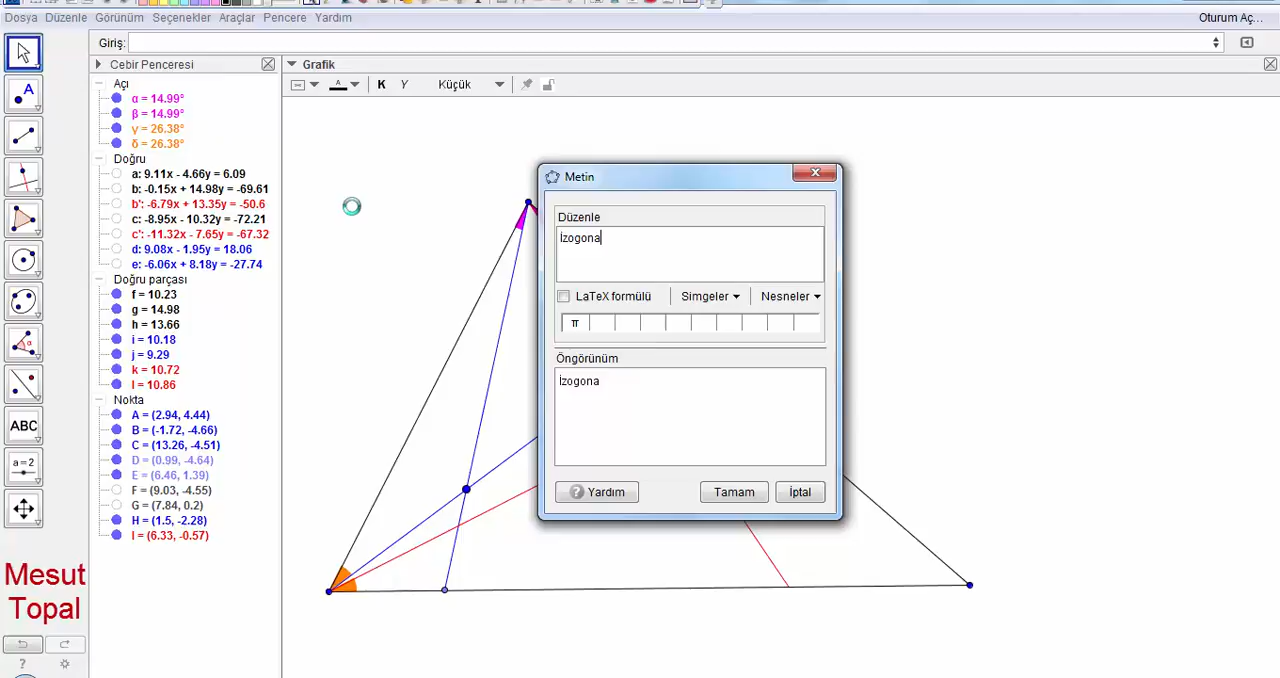 Dosya Düzenle Görünüm Seçenekler Araçlar Pencere Yardım
Oturum Aç...
Giriş:
Cebir Penceresi
Grafik
K Y Küçük
Açı
α = 14.99°
β = 14.99°
γ = 26.38°
δ = 26.38°
Doğru
a: 9.11x - 4.66y = 6.09
b: -0.15x + 14.98y = -69.61
b': -6.79x + 13.35y = -50.6
c: -8.95x - 10.32y = -72.21
c': -11.32x - 7.65y = -67.32
d: 9.08x - 1.95y = 18.06
e: -6.06x + 8.18y = -27.74
Doğru parçası
f = 10.23
g = 14.98
h = 13.66
i = 10.18
j = 9.29
k = 10.72
l = 10.86
Nokta
A = (2.94, 4.44)
B = (-1.72, -4.66)
C = (13.26, -4.51)
D = (0.99, -4.64)
E = (6.46, 1.39)
F = (9.03, -4.55)
G = (7.84, 0.2)
H = (1.5, -2.28)
I = (6.33, -0.57)
ABC
a=2
Mesut
Topal
Metin
Düzenle
İzogona
LaTeX formülü Simgeler Nesneler
π
Öngörünüm
İzogona
Yardım Tamam İptal